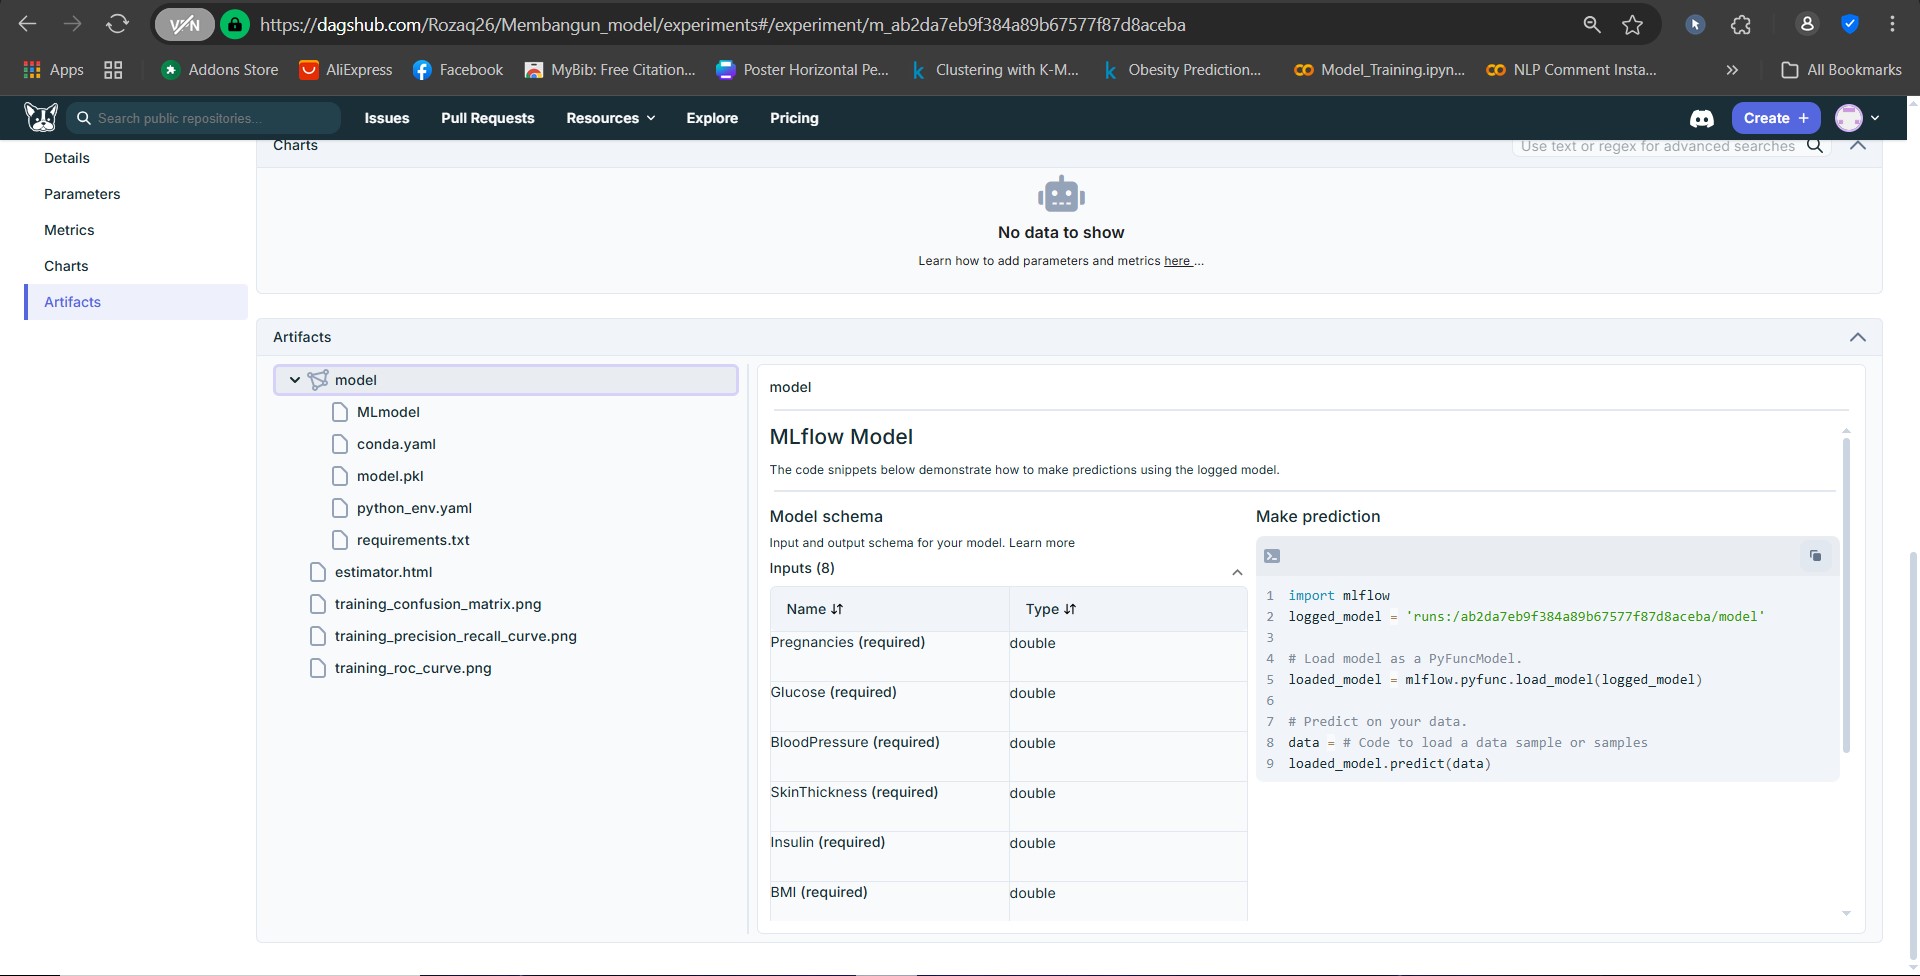 VPN
https://dagshub.com/Rozaq26/Membangun_model/experiments#/experiment/m_ab2da7eb9f384a89b67577f87d8aceba
Apps
Addons Store
AliExpress
Facebook
MyBib: Free Citation...
Poster Horizontal Pe...
Clustering with K-M...
Obesity Prediction...
Model_Training.ipyn...
NLP Comment Insta...
All Bookmarks
Search public repositories...
Issues
Pull Requests
Resources
Explore
Pricing
Create +
Details
Parameters
Metrics
Charts
Artifacts
Charts
Use text or regex for advanced searches
No data to show
Learn how to add parameters and metrics here ...
Artifacts
model
MLmodel
conda.yaml
model.pkl
python_env.yaml
requirements.txt
estimator.html
training_confusion_matrix.png
training_precision_recall_curve.png
training_roc_curve.png
model
MLflow Model
The code snippets below demonstrate how to make predictions using the logged model.
Model schema
Input and output schema for your model. Learn more
Inputs (8)
Name Type
Pregnancies (required) double
Glucose (required) double
BloodPressure (required) double
SkinThickness (required) double
Insulin (required) double
BMI (required) double
Make prediction
1 import mlflow
2 logged_model = 'runs:/ab2da7eb9f384a89b67577f87d8aceba/model'
3
4 # Load model as a PyFuncModel.
5 loaded_model = mlflow.pyfunc.load_model(logged_model)
6
7 # Predict on your data.
8 data = # Code to load a data sample or samples
9 loaded_model.predict(data)